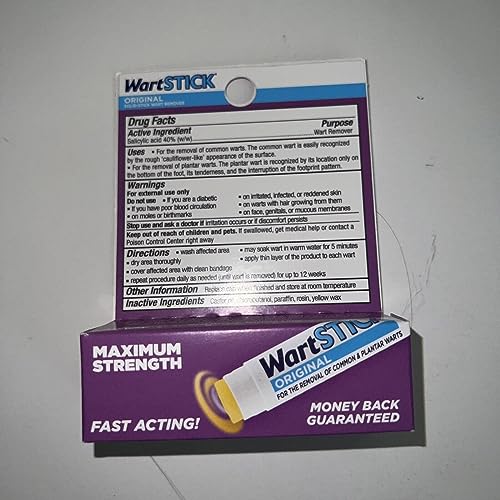 WartSTICK
ORIGINAL
SOLID-STICK WART REMOVER
Drug Facts
Active Ingredient Purpose
Salicylic acid 40% (w/w) Wart Remover
Uses • For the removal of common warts. The common wart is easily recognized
by the rough 'cauliflower-like' appearance of the surface.
• For the removal of plantar warts. The plantar wart is recognized by its location only on
the bottom of the foot, its tenderness, and the interruption of the footprint pattern.
Warnings
For external use only
Do not use • If you are a diabetic • on irritated, infected, or reddened skin
• If you have poor blood circulation • on warts with hair growing from them
• on moles or birthmarks • on face, genitals, or mucous membranes
Stop use and ask a doctor if irritation occurs or if discomfort persists
Keep out of reach of children and pets. If swallowed, get medical help or contact a
Poison Control Center right away
Directions • wash affected area • may soak wart in warm water for 5 minutes
• dry area thoroughly • apply thin layer of the product to each wart
• cover affected area with clean bandage
• repeat procedure daily as needed (until wart is removed) for up to 12 weeks
Other Information Replace cap when finished and store at room temperature
Inactive Ingredients Castor oil, isopropyl, paraffin, rosin, yellow wax
MAXIMUM
STRENGTH
WartSTICK
ORIGINAL
FOR THE REMOVAL OF COMMON & PLANTAR WARTS
FAST ACTING!
MONEY BACK
GUARANTEED